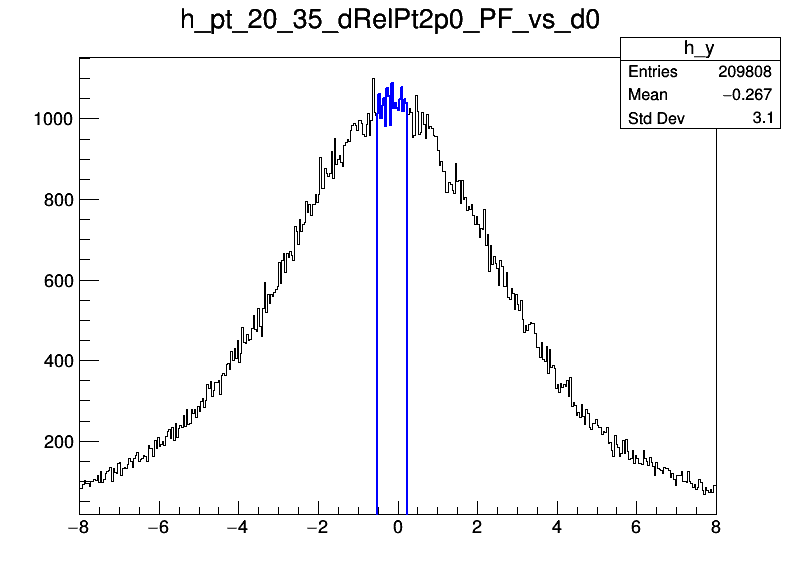 h_pt_20_35_dRelPt2p0_PF_vs_d0
h_y
Entries 209808
Mean −0.267
Std Dev 3.1
1000
800
600
400
200
−8 −6 −4 −2 0 2 4 6 8